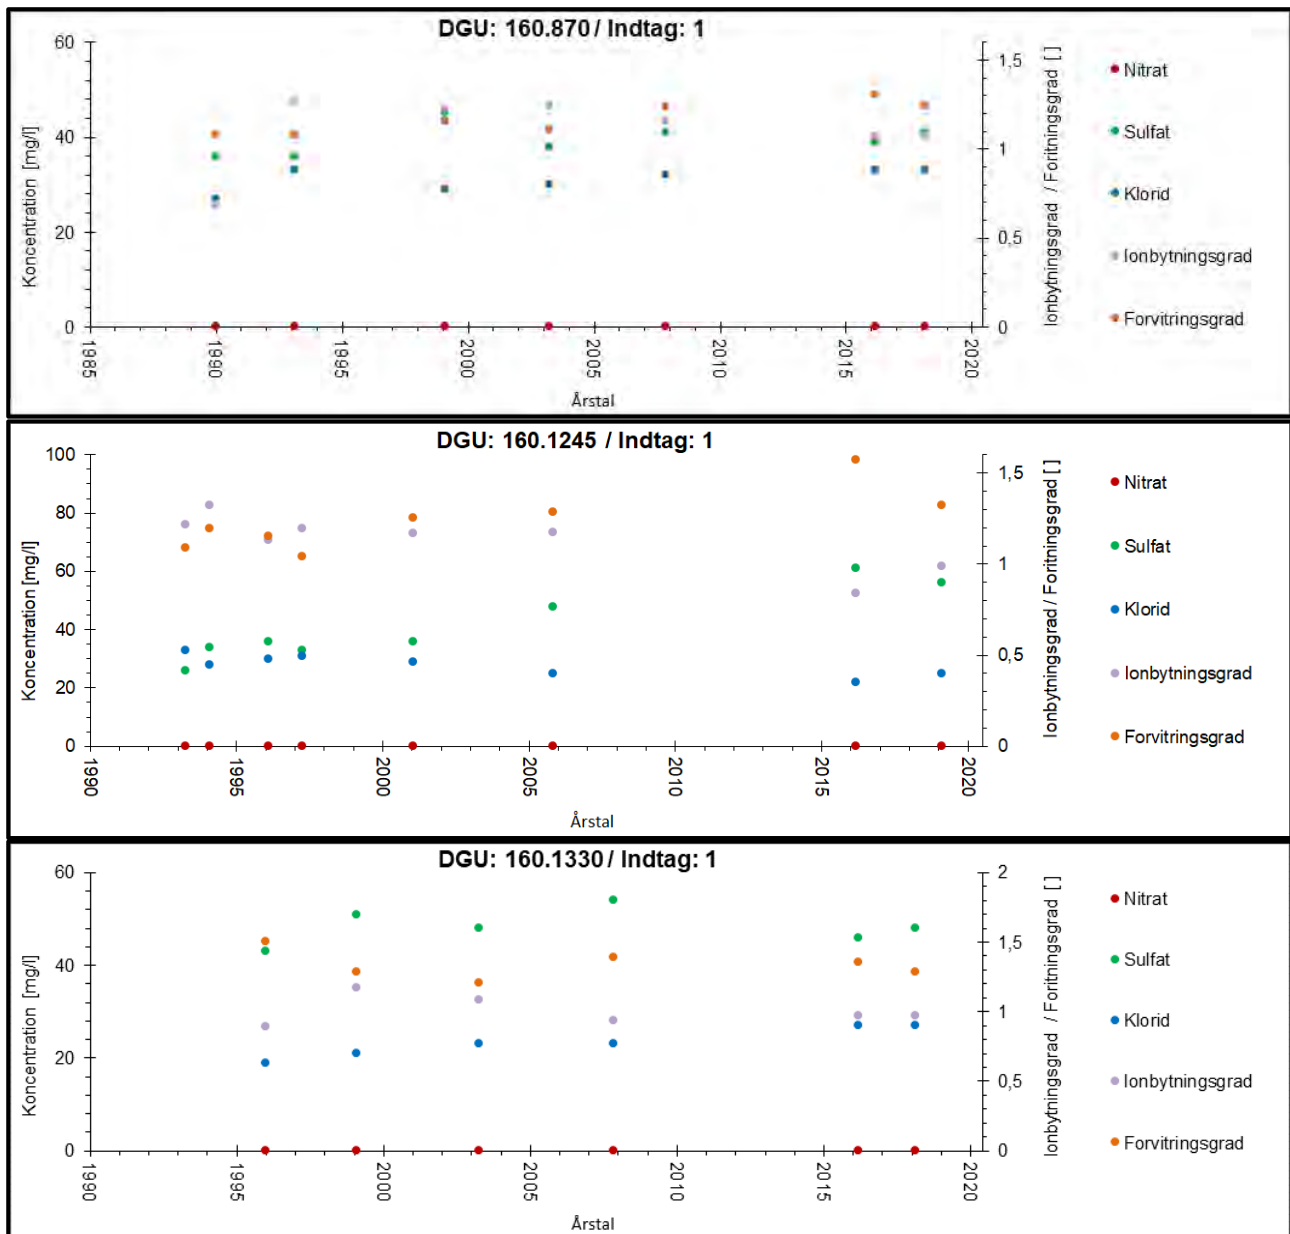 DGU: 160.870 / Indtag: 1
60
40
20
0
Koncentration [mg/l]
1985
1990
1995
2000
2005
2010
2015
2020
Årstal
1,5
1
0,5
0
Ionbytningsgrad / Foritningsgrad [ ]
Nitrat
Sulfat
Klorid
Ionbytningsgrad
Forvitringsgrad
DGU: 160.1245 / Indtag: 1
100
80
60
40
20
0
Koncentration [mg/l]
1990
1995
2000
2005
2010
2015
2020
Årstal
1,5
1
0,5
0
Ionbytningsgrad / Foritningsgrad [ ]
Nitrat
Sulfat
Klorid
Ionbytningsgrad
Forvitringsgrad
DGU: 160.1330 / Indtag: 1
60
40
20
0
Koncentration [mg/l]
1990
1995
2000
2005
2010
2015
2020
Årstal
2
1,5
1
0,5
0
Ionbytningsgrad / Foritningsgrad [ ]
Nitrat
Sulfat
Klorid
Ionbytningsgrad
Forvitringsgrad